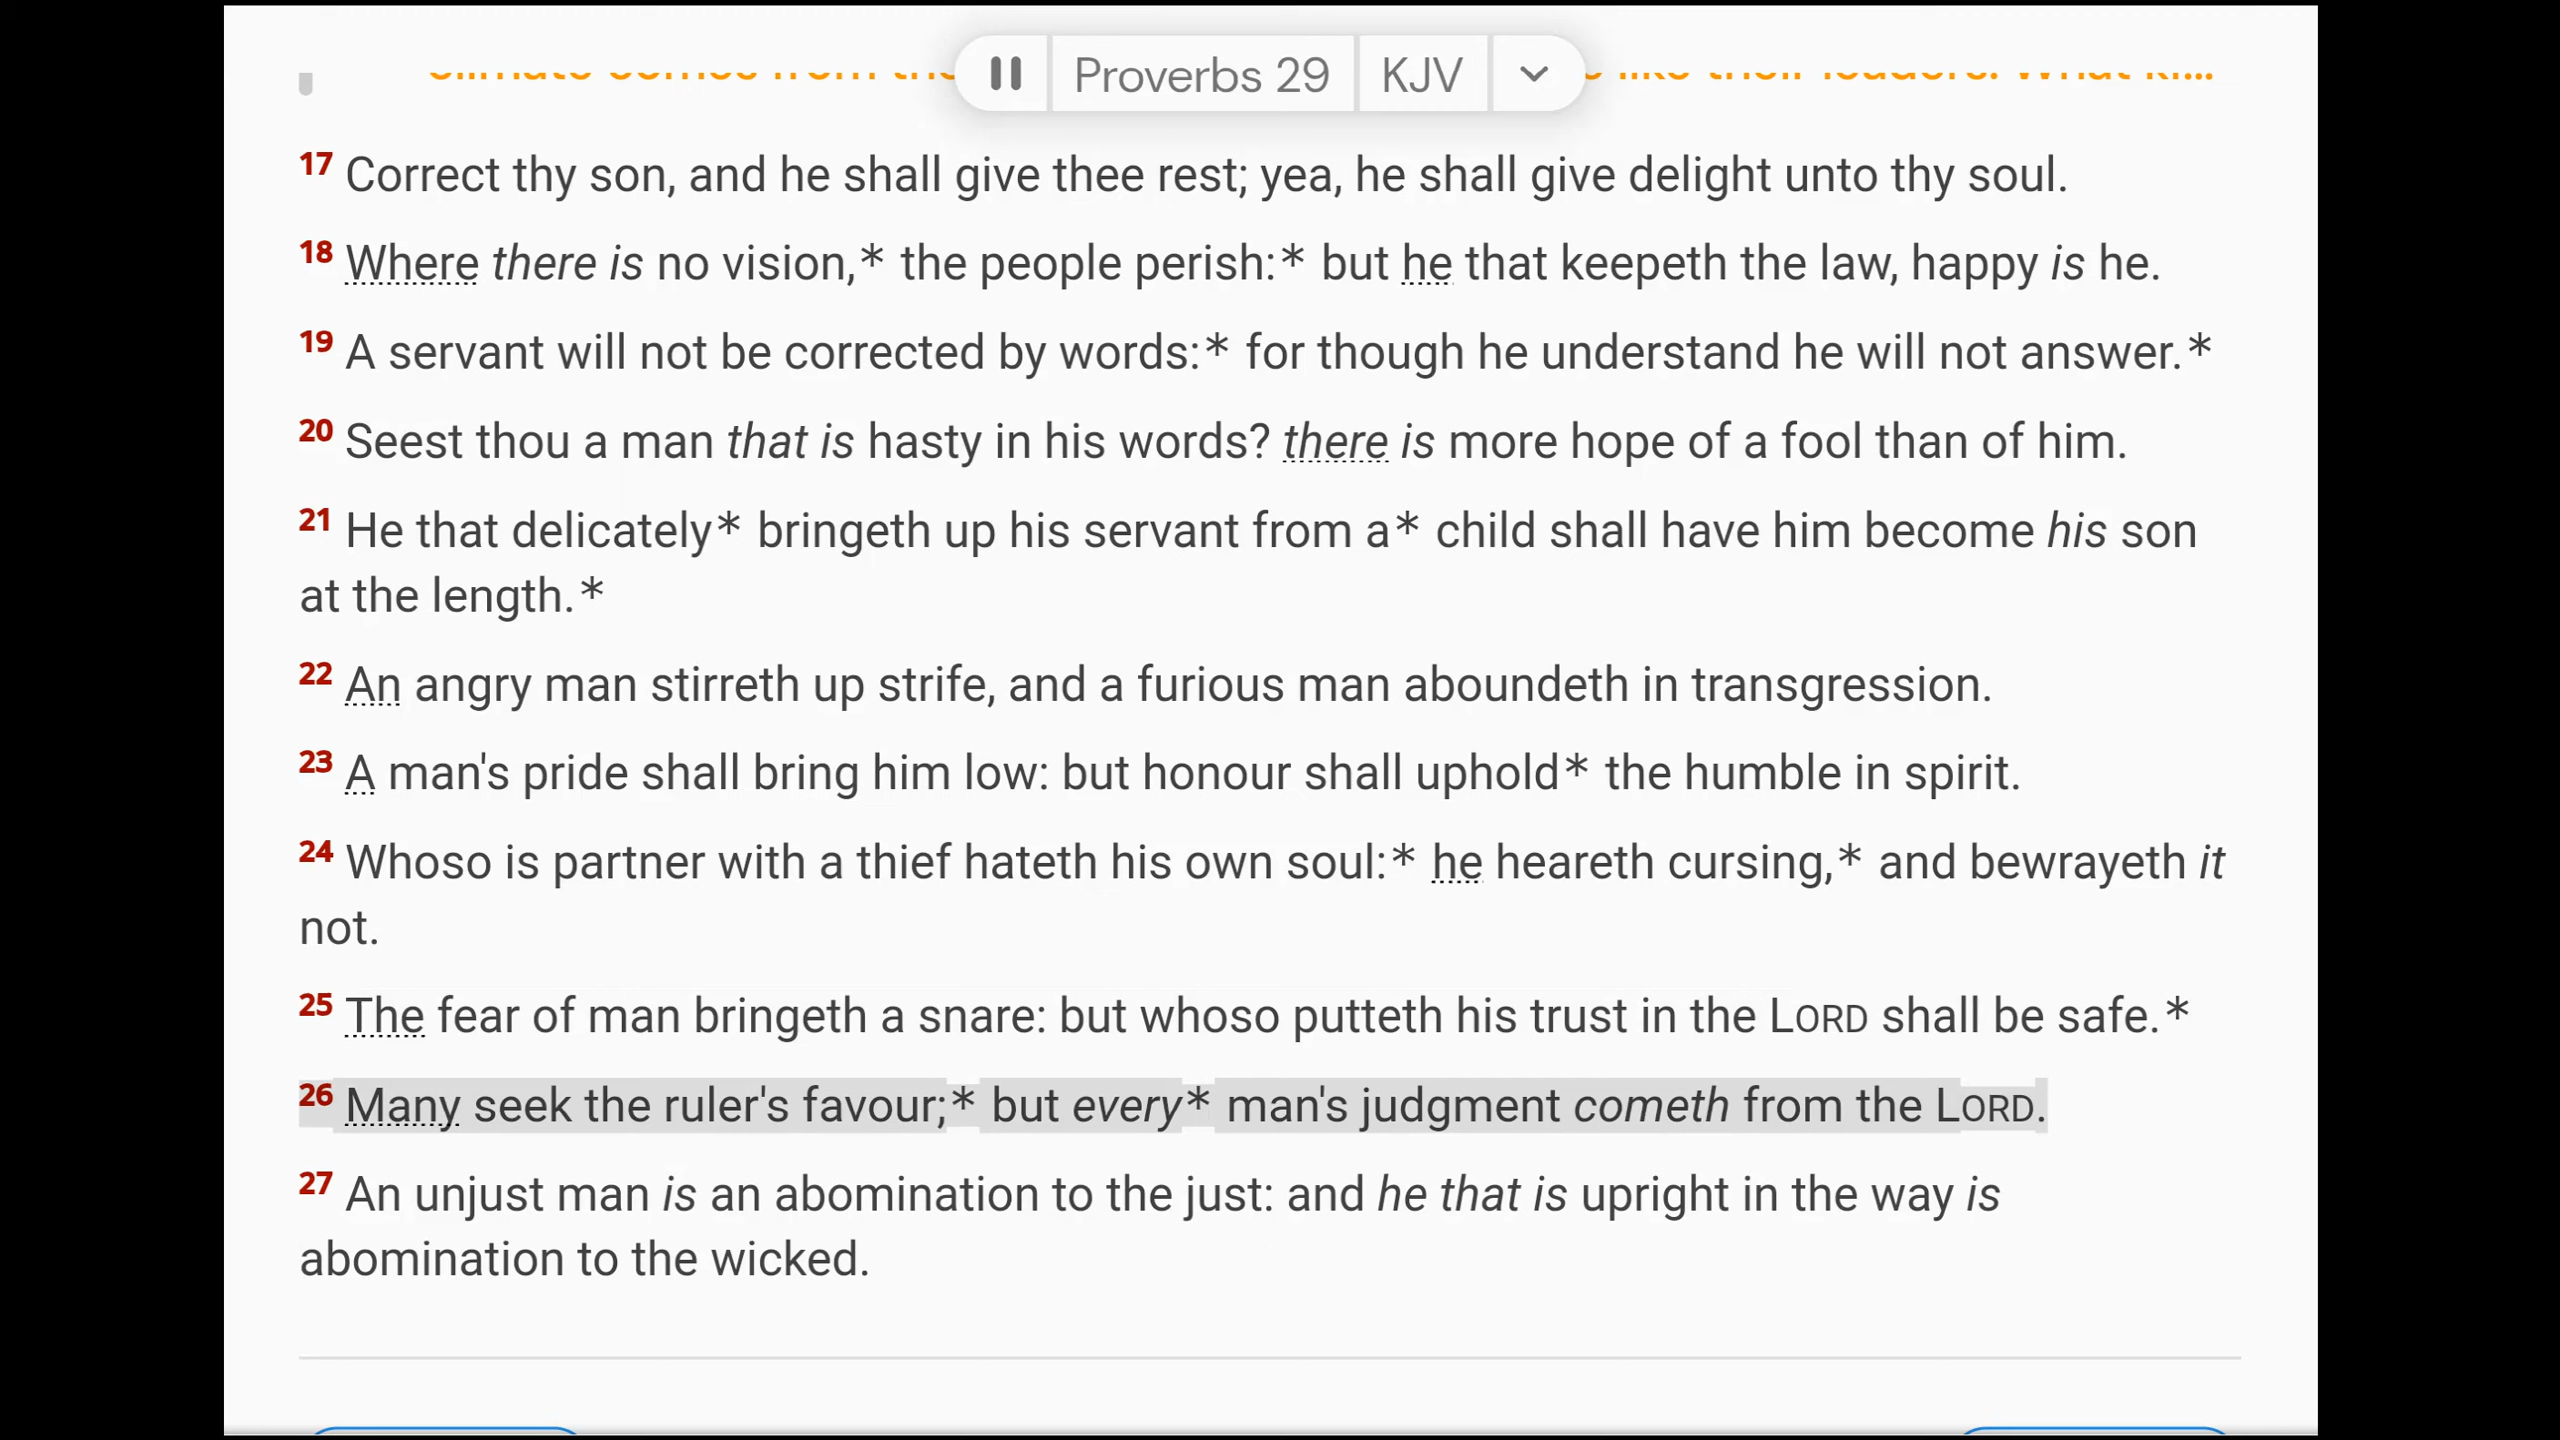 Proverbs 29 KJV
17 Correct thy son, and he shall give thee rest; yea, he shall give delight unto thy soul.
18 Where there is no vision,* the people perish:* but he that keepeth the law, happy is he.
19 A servant will not be corrected by words:* for though he understand he will not answer.*
20 Seest thou a man that is hasty in his words? there is more hope of a fool than of him.
21 He that delicately* bringeth up his servant from a* child shall have him become his son
at the length.*
22 An angry man stirreth up strife, and a furious man aboundeth in transgression.
23 A man's pride shall bring him low: but honour shall uphold* the humble in spirit.
24 Whoso is partner with a thief hateth his own soul:* he heareth cursing,* and bewrayeth it
not.
25 The fear of man bringeth a snare: but whoso putteth his trust in the LORD shall be safe.*
26 Many seek the ruler's favour;* but every* man's judgment cometh from the LORD.
27 An unjust man is an abomination to the just: and he that is upright in the way is
abomination to the wicked.